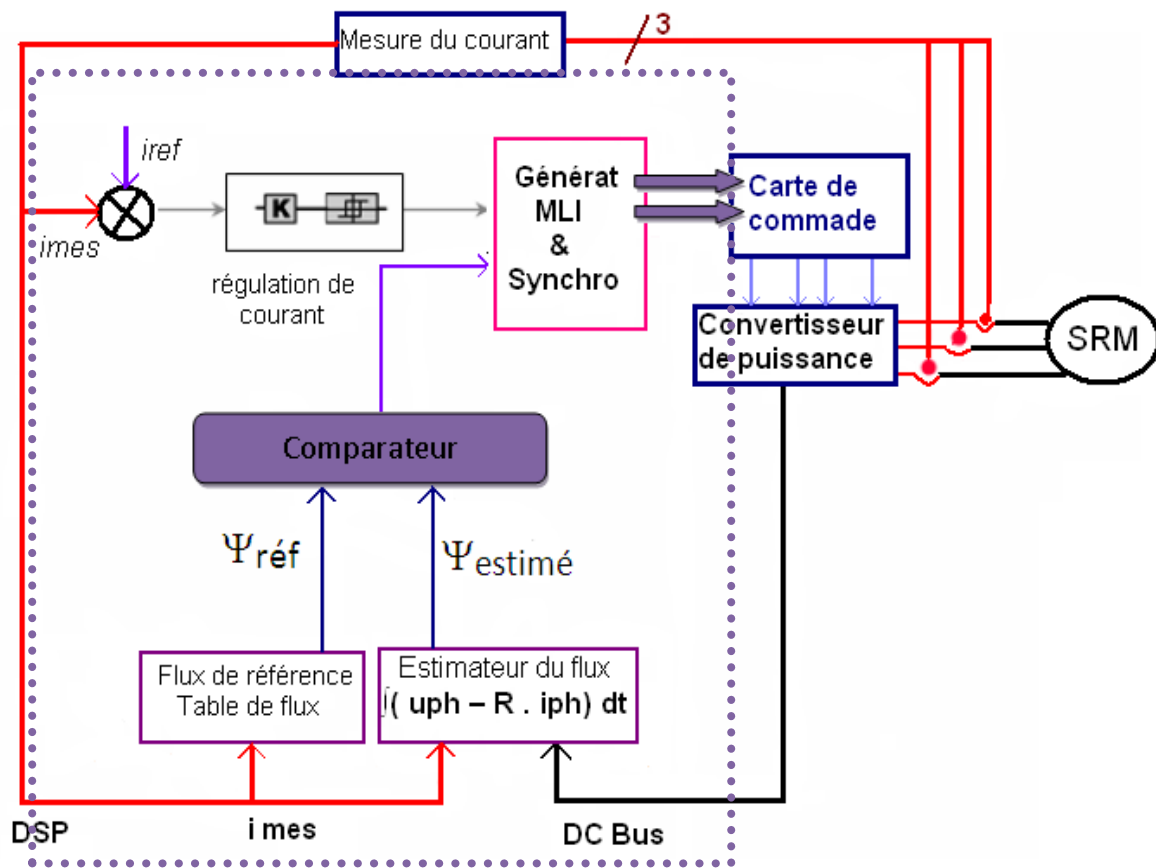 Mesure du courant
3
iref
imes
K
régulation de
courant
Générat
MLI
&
Synchro
Carte de
commade
Convertisseur
de puissance
SRM
Comparateur
Ψréf
Ψestimé
Flux de référence
Table de flux
Estimateur du flux
∫( uph – R . iph) dt
DSP
i mes
DC Bus